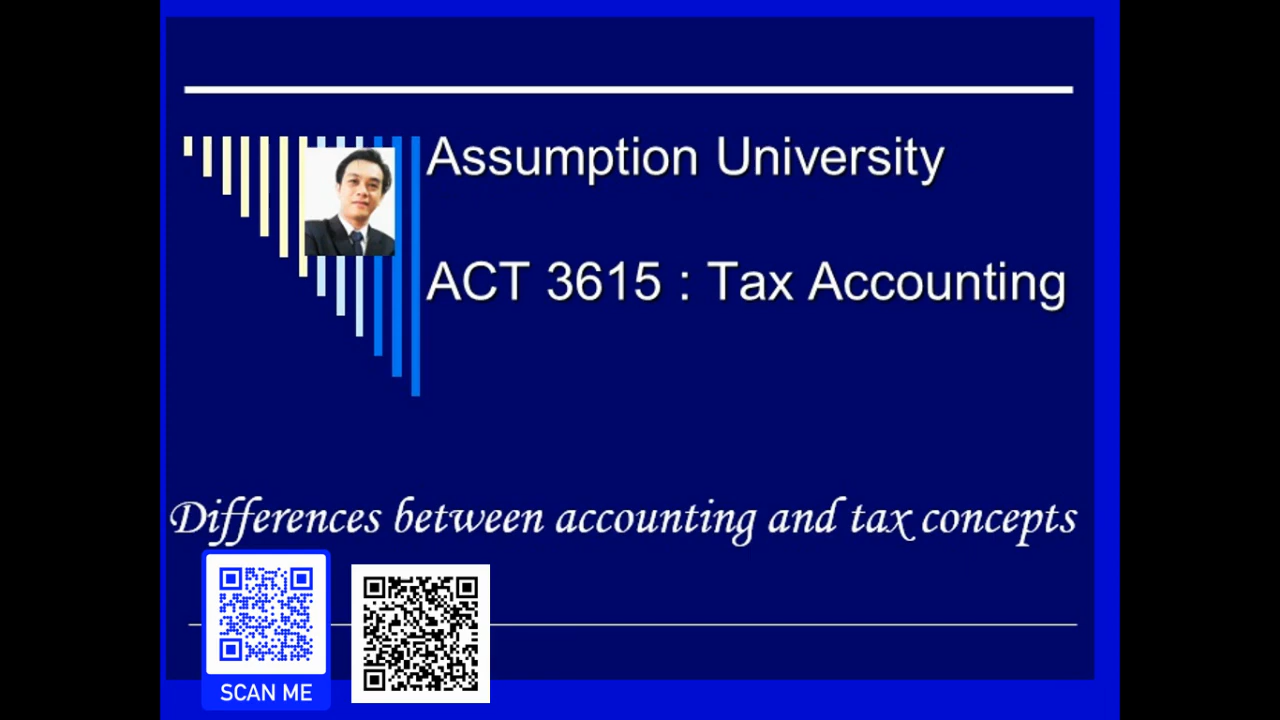 Assumption University
ACT 3615 : Tax Accounting
Differences between accounting and tax concepts
SCAN ME